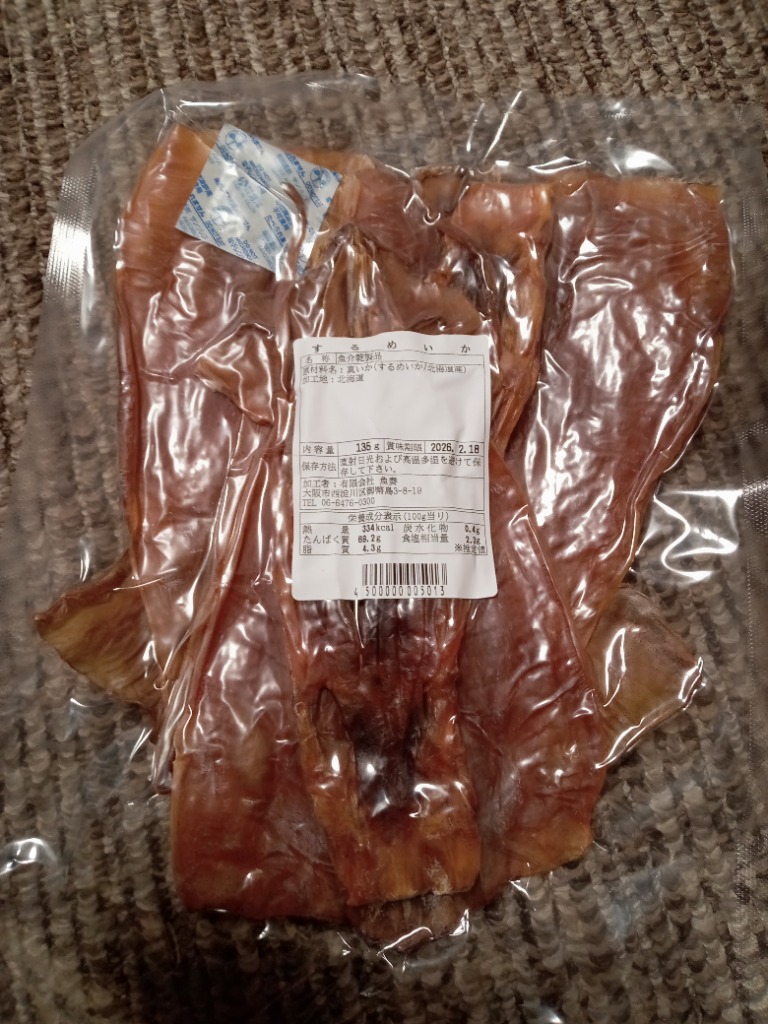 するめいか
名 称 魚介乾製品
原材料名：真いか(するめいか/北海道産)
加工地：北海道
内容量 135g 賞味期限 2026. 2.18
保存方法 直射日光および高温多湿を避けて保
存して下さい。
加工者：有限会社 魚奏
大阪市西淀川区御幣島3-8-19
TEL 06-6476-0300
栄養成分表示(100g当り)
熱 量 334kcal 炭水化物 0.4g
たんぱく質 69.2g 食塩相当量 2.3g
脂 質 4.3g ※推定値
4 500000 005013